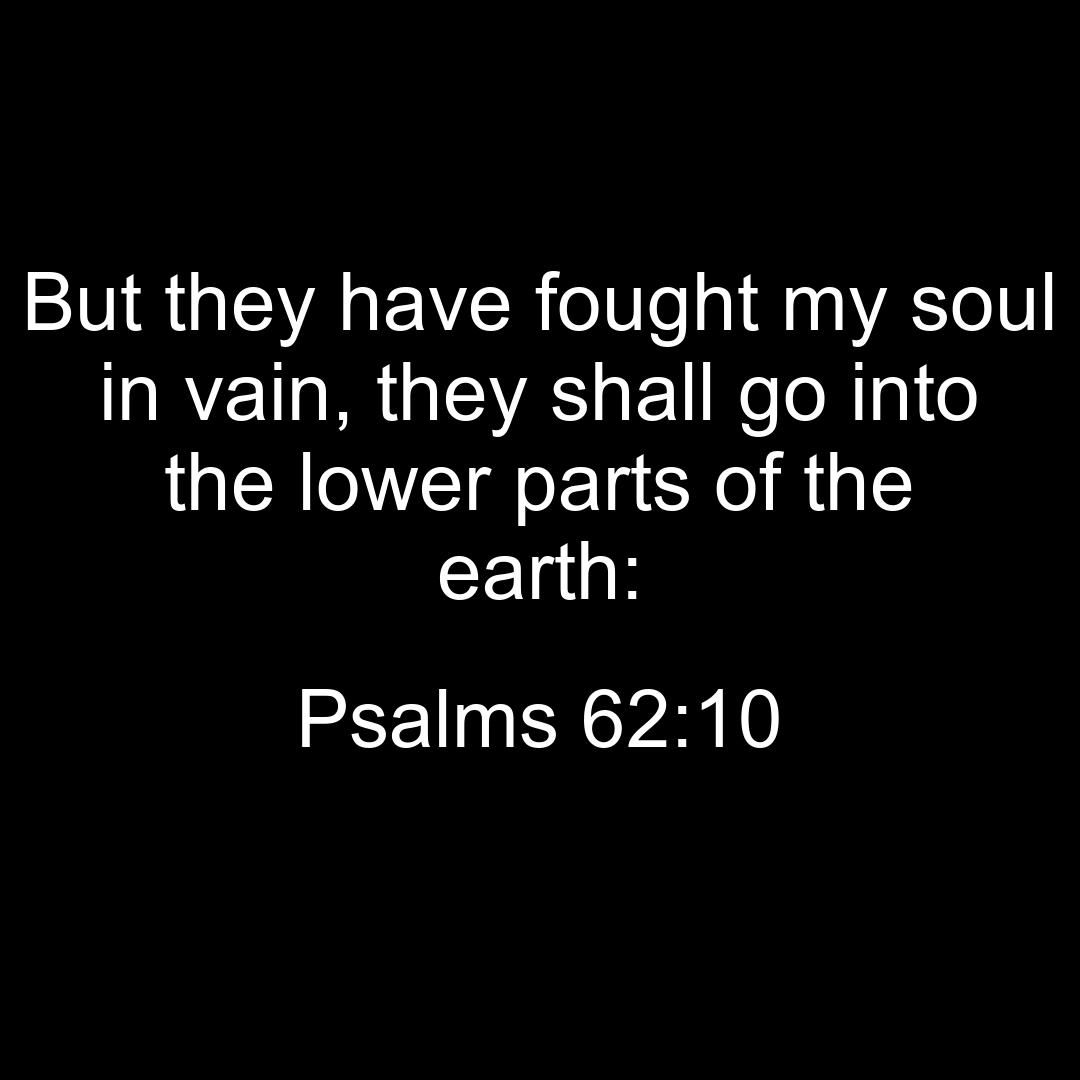 But they have fought my soul
in vain, they shall go into
the lower parts of the
earth:
Psalms 62:10